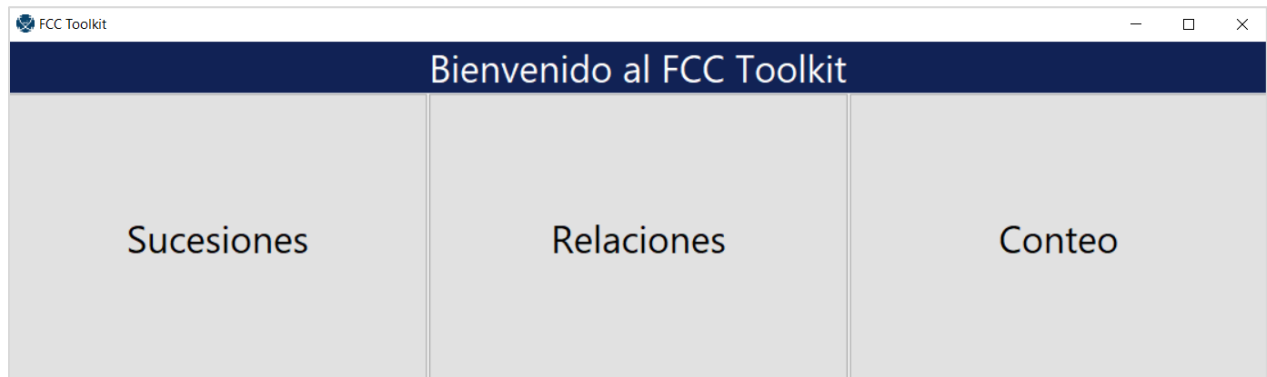 FCC Toolkit
Bienvenido al FCC Toolkit
Sucesiones
Relaciones
Conteo